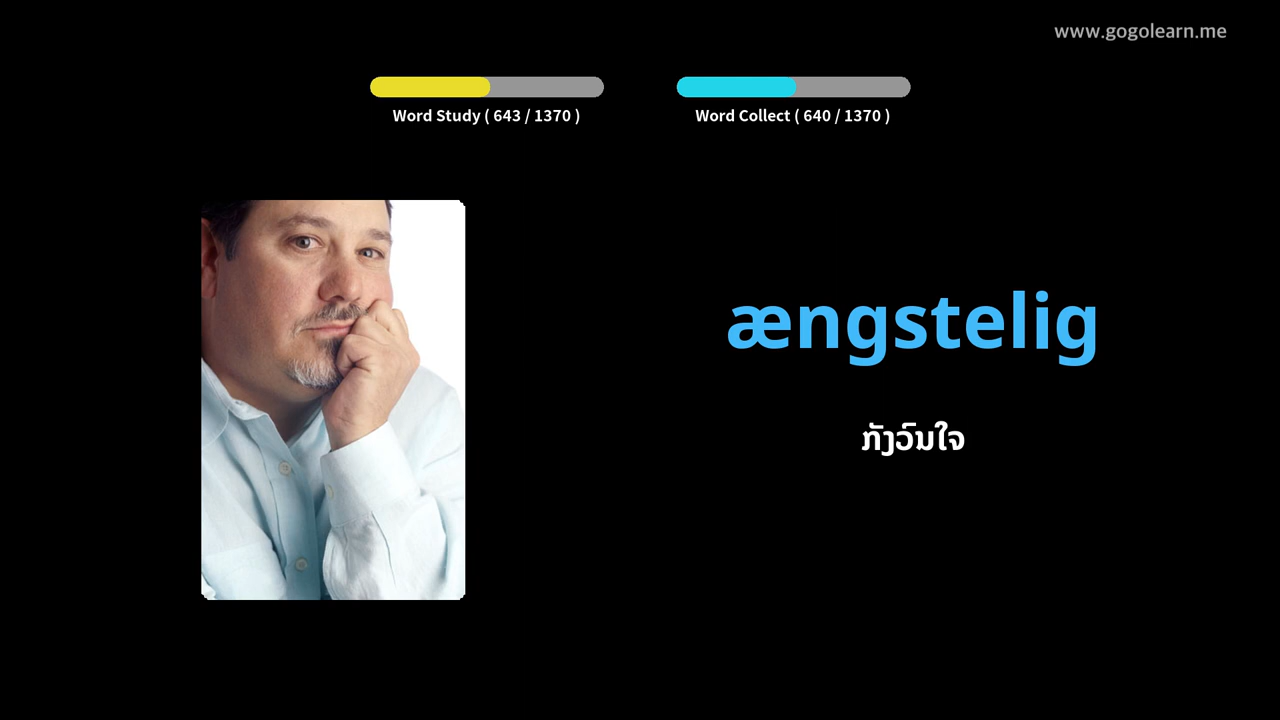 www.gogolearn.me
Word Study ( 643 / 1370 )
Word Collect ( 640 / 1370 )
ængstelig
ກັງວົນໃຈ